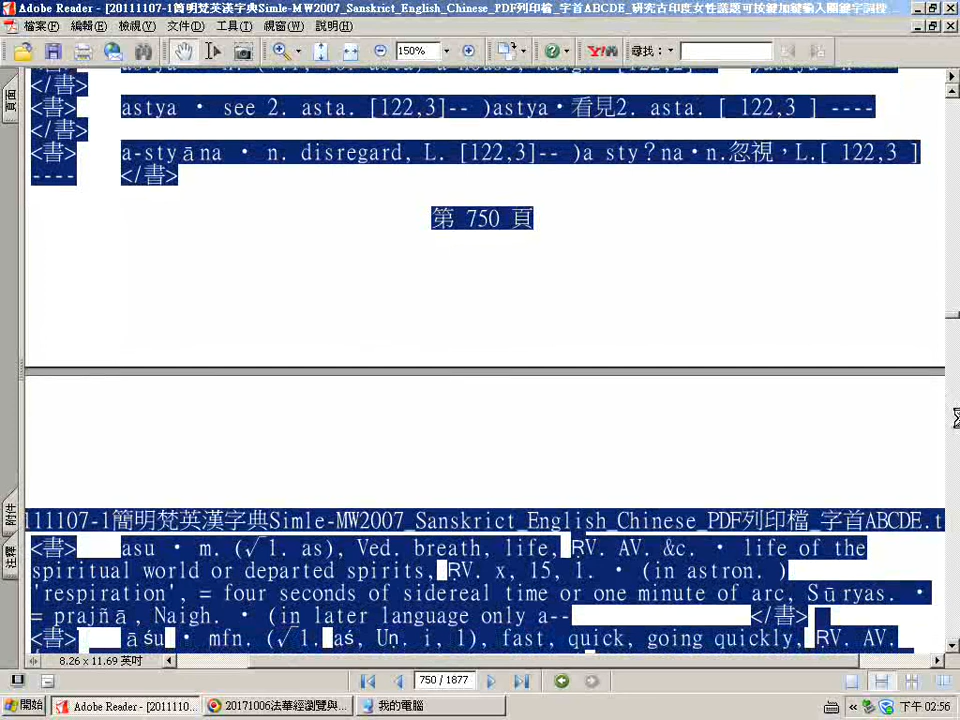 Adobe Reader - [20111107-1簡明梵英漢字典Simle-MW2007_Sanskrict_English_Chinese_PDF列印檔_字首ABCDE_研究古印度女性議題可按鍵加鍵輸入關鍵字詞搜
檔案(F) 編輯(E) 檢視(V) 文件(D) 工具(T) 視窗(W) 說明(H)
150% 尋找:
頁面
</書>
<書> astya · see 2. asta. [122,3]-- )astya·看見2. asta. [ 122,3 ] ----
</書>
<書> a-styāna · n. disregard, L. [122,3]-- )a sty?na·n.忽視,L.[ 122,3 ]
---- </書>
第 750 頁
附件
注釋
111107-1簡明梵英漢字典Simle-MW2007_Sanskrict_English_Chinese_PDF列印檔_字首ABCDE.t
<書> asu · m. (√1. as), Ved. breath, life, ṚV. AV. &c. · life of the
spiritual world or departed spirits, ṚV. x, 15, 1. · (in astron. )
'respiration', = four seconds of sidereal time or one minute of arc, Sūryas. ·
= prajñā, Naigh. · (in later language only a-- </書>
<書> āśu · mfn. (√1. aś, Uṇ. i, 1), fast, quick, going quickly, ṚV. AV.
8.26 x 11.69 英吋
750 / 1877
開始 Adobe Reader - [2011110... 20171006法華經瀏覽與... 我的電腦 下午 02:56